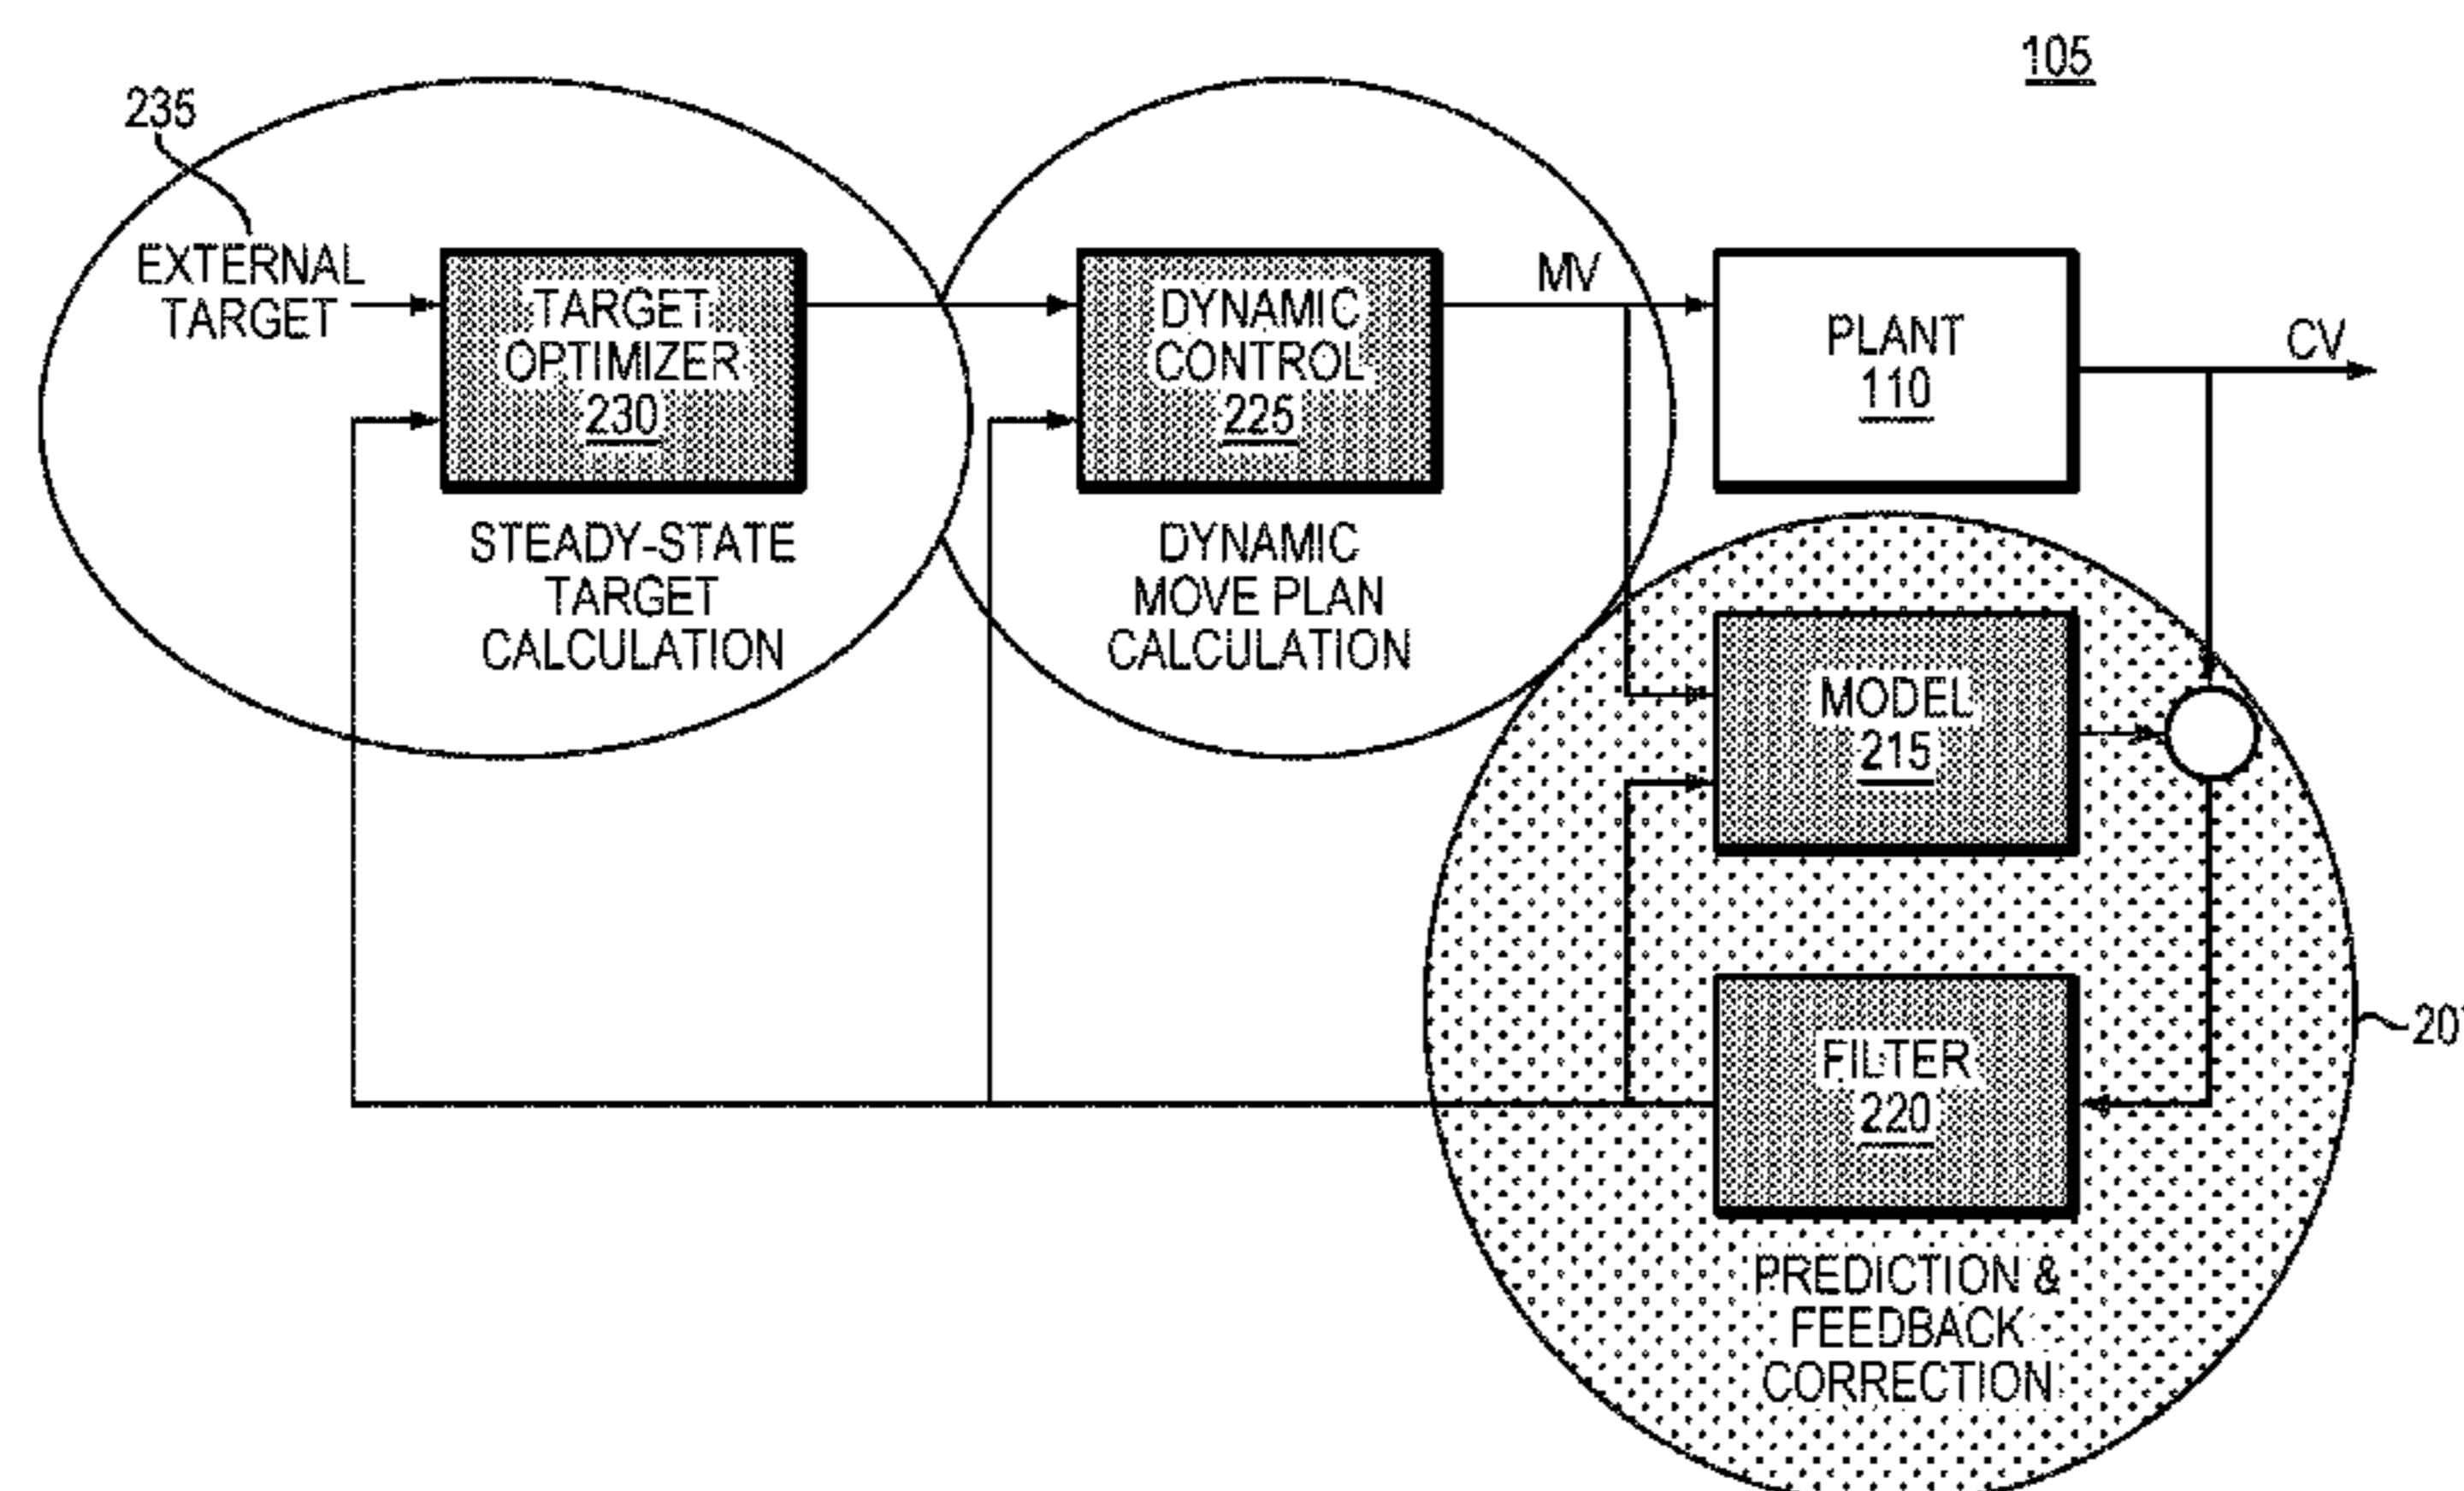 105
235
EXTERNAL
TARGET
TARGET
OPTIMIZER
230
STEADY-STATE
TARGET
CALCULATION
DYNAMIC
CONTROL
225
DYNAMIC
MOVE PLAN
CALCULATION
MV
PLANT
110
CV
MODEL
215
FILTER
220
PREDICTION &
FEEDBACK
CORRECTION